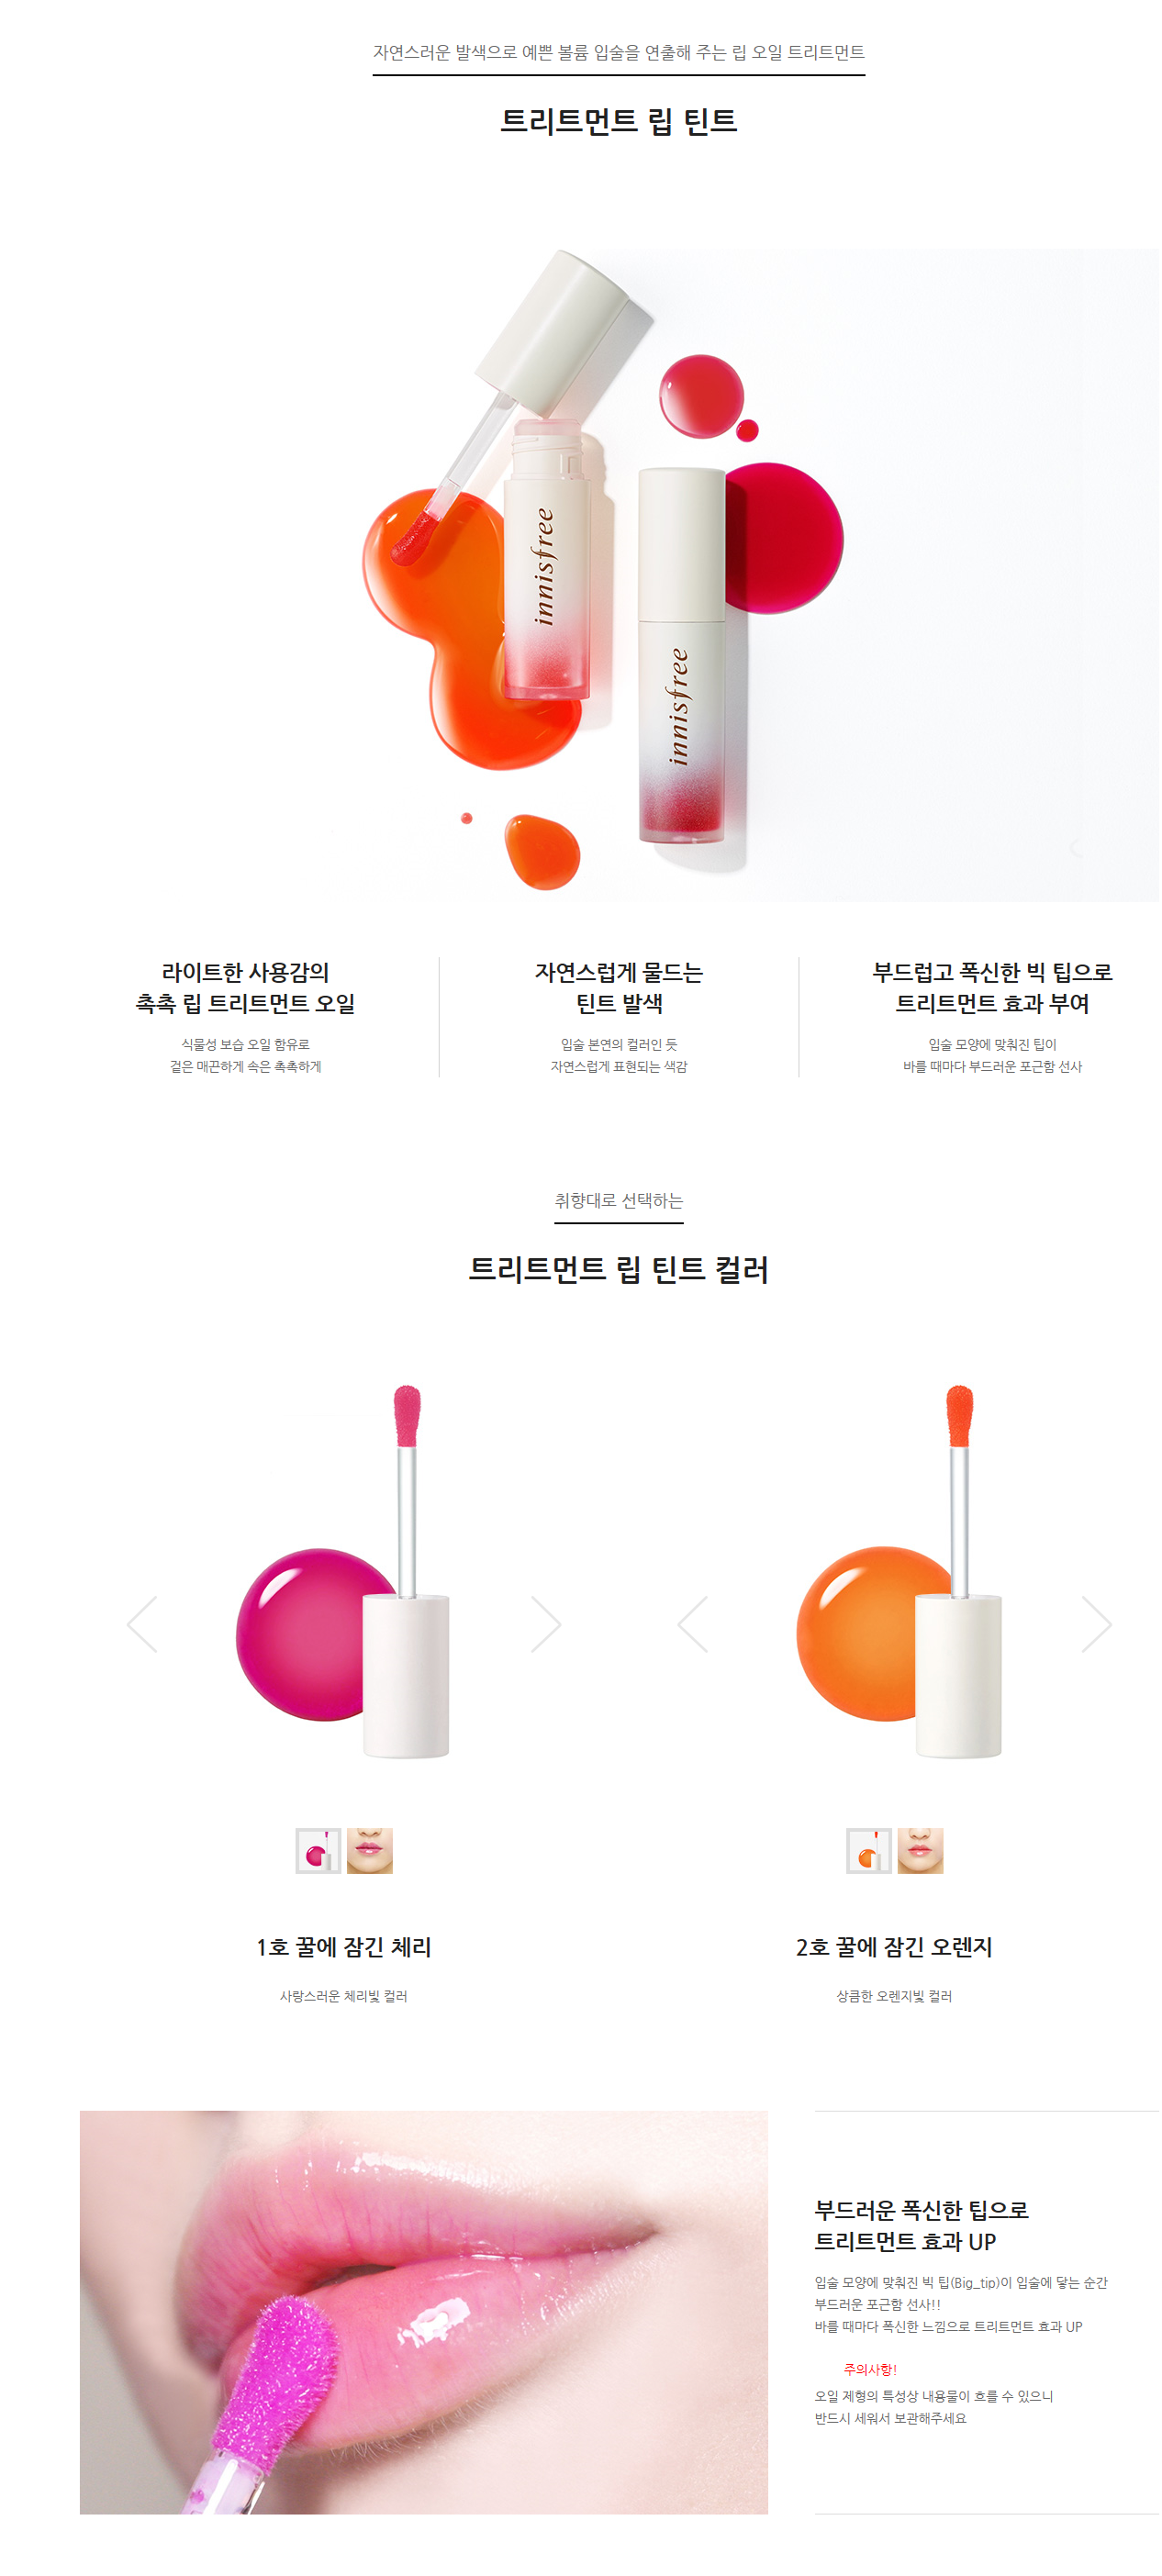 자연스러운 발색으로 예쁜 볼륨 입술을 연출해 주는 립 오일 트리트먼트
트리트먼트 립 틴트
innisfree
innisfree
라이트한 사용감의
촉촉 립 트리트먼트 오일
식물성 보습 오일 함유로
겉은 매끈하게 속은 촉촉하게
자연스럽게 물드는
틴트 발색
입술 본연의 컬러인 듯
자연스럽게 표현되는 색감
부드럽고 폭신한 빅 팁으로
트리트먼트 효과 부여
입술 모양에 맞춰진 팁이
바를 때마다 부드러운 포근함 선사
취향대로 선택하는
트리트먼트 립 틴트 컬러
1호 꿀에 잠긴 체리
사랑스러운 체리빛 컬러
2호 꿀에 잠긴 오렌지
상큼한 오렌지빛 컬러
부드러운 폭신한 팁으로
트리트먼트 효과 UP
입술 모양에 맞춰진 빅 팁(Big_tip)이 입술에 닿는 순간
부드러운 포근함 선사!!
바를 때마다 폭신한 느낌으로 트리트먼트 효과 UP
주의사항!
오일 제형의 특성상 내용물이 흐를 수 있으니
반드시 세워서 보관해주세요